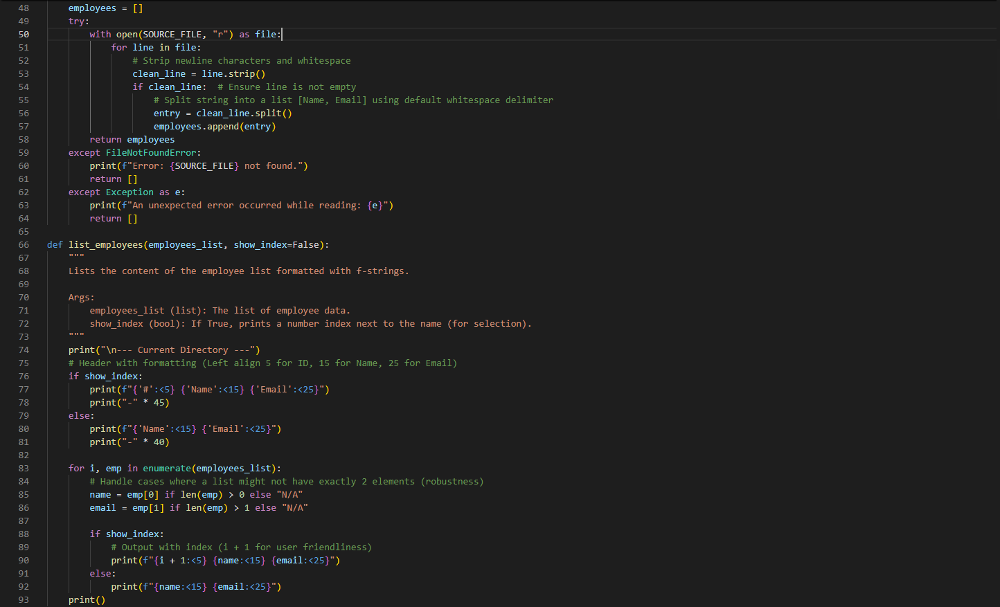 48 employees = []
49 try:
50 with open(SOURCE_FILE, "r") as file:
51 for line in file:
52 # Strip newline characters and whitespace
53 clean_line = line.strip()
54 if clean_line:  # Ensure line is not empty
55 # Split string into a list [Name, Email] using default whitespace delimiter
56 entry = clean_line.split()
57 employees.append(entry)
58 return employees
59 except FileNotFoundError:
60 print(f"Error: {SOURCE_FILE} not found.")
61 return []
62 except Exception as e:
63 print(f"An unexpected error occurred while reading: {e}")
64 return []
65
66 def list_employees(employees_list, show_index=False):
67 """
68 Lists the content of the employee list formatted with f-strings.
69
70 Args:
71 employees_list (list): The list of employee data.
72 show_index (bool): If True, prints a number index next to the name (for selection).
73 """
74 print("\n--- Current Directory ---")
75 # Header with formatting (Left align 5 for ID, 15 for Name, 25 for Email)
76 if show_index:
77 print(f"{'#':<5} {'Name':<15} {'Email':<25}")
78 print("-" * 45)
79 else:
80 print(f"{'Name':<15} {'Email':<25}")
81 print("-" * 40)
82
83 for i, emp in enumerate(employees_list):
84 # Handle cases where a list might not have exactly 2 elements (robustness)
85 name = emp[0] if len(emp) > 0 else "N/A"
86 email = emp[1] if len(emp) > 1 else "N/A"
87
88 if show_index:
89 # Output with index (i + 1 for user friendliness)
90 print(f"{i + 1:<5} {name:<15} {email:<25}")
91 else:
92 print(f"{name:<15} {email:<25}")
93 print()